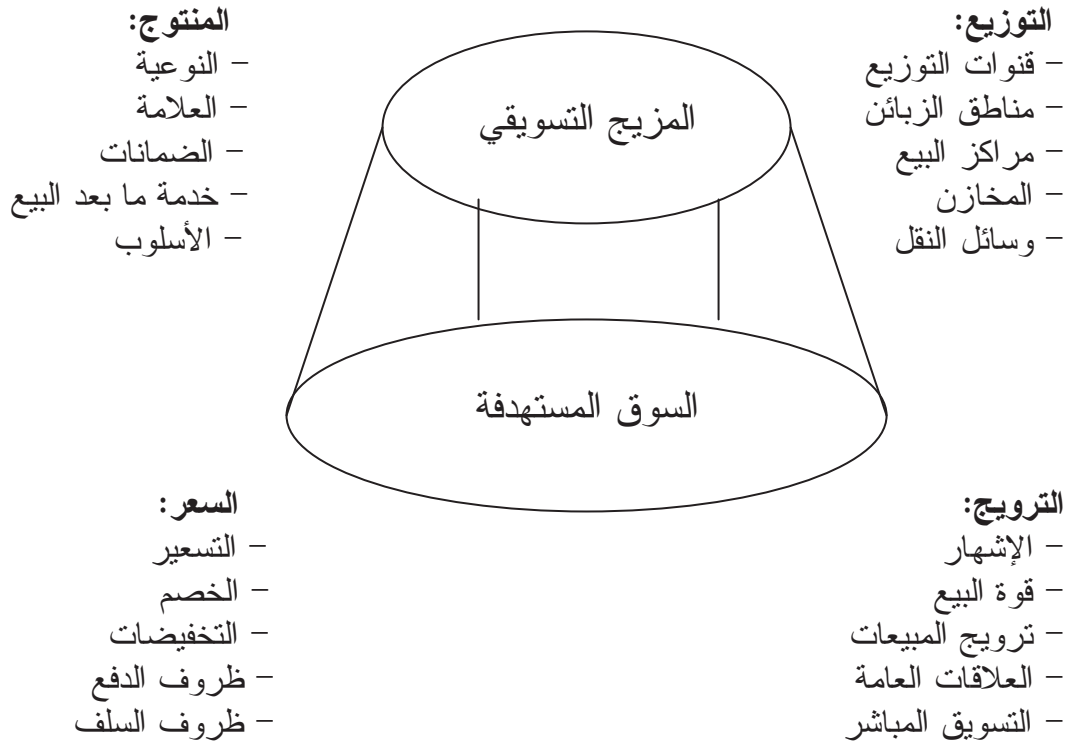 التوزيع:
– قنوات التوزيع
– مناطق الزبائن
– مراكز البيع
– المخازن
– وسائل النقل
المزيج التسويقي
المنتوج:
– النوعية
– العلامة
– الضمانات
– خدمة ما بعد البيع
– الأسلوب
السوق المستهدفة
الترويج:
– الإشهار
– قوة البيع
– ترويج المبيعات
– العلاقات العامة
– التسويق المباشر
السعر:
– التسعير
– الخصم
– التخفيضات
– ظروف الدفع
– ظروف السلف